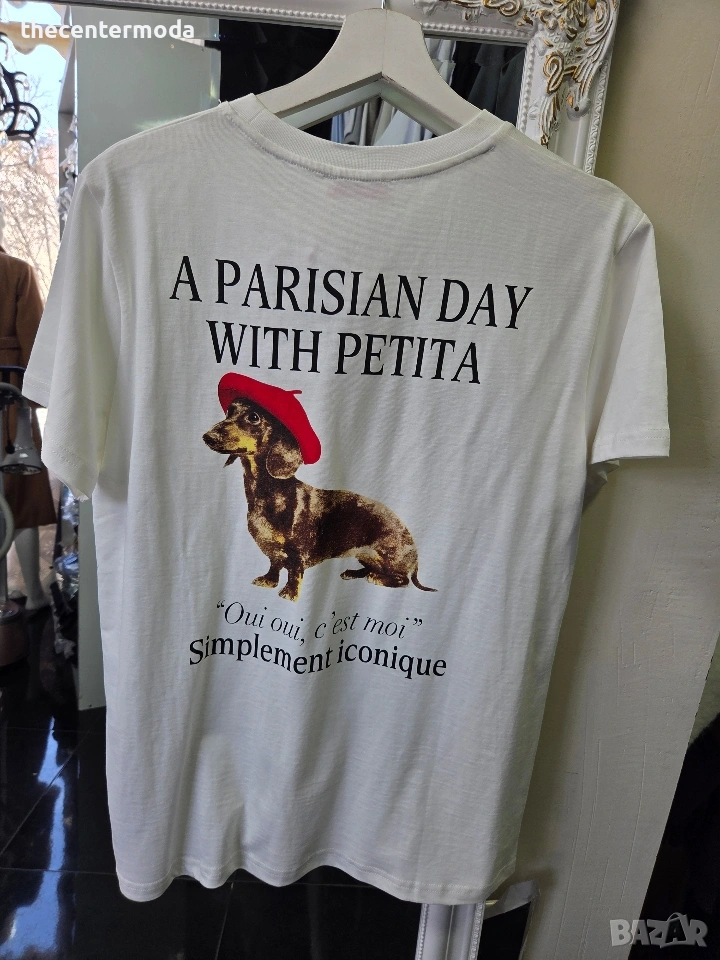 thecentermoda
A PARISIAN DAY
WITH PETITA
"Oui oui, c'est moi"
Simplement iconique
BAZAR